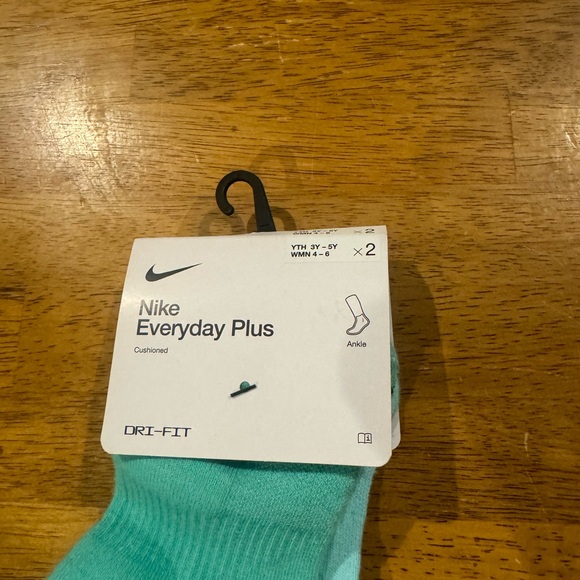 YTH 3Y – 5Y
WMN 4 – 6
×2
Nike
Everyday Plus
Cushioned
Ankle
DRI-FIT